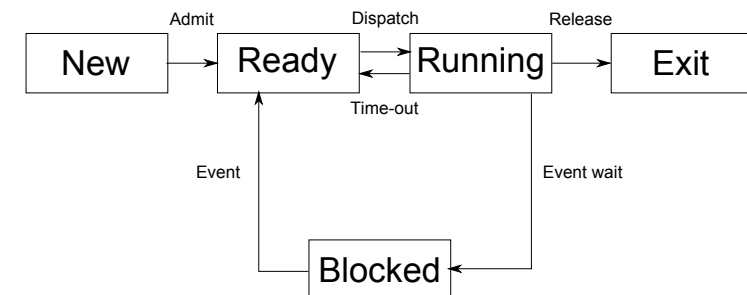 Admit
Dispatch
Release
New
Ready
Running
Exit
Time-out
Event
Event wait
Blocked